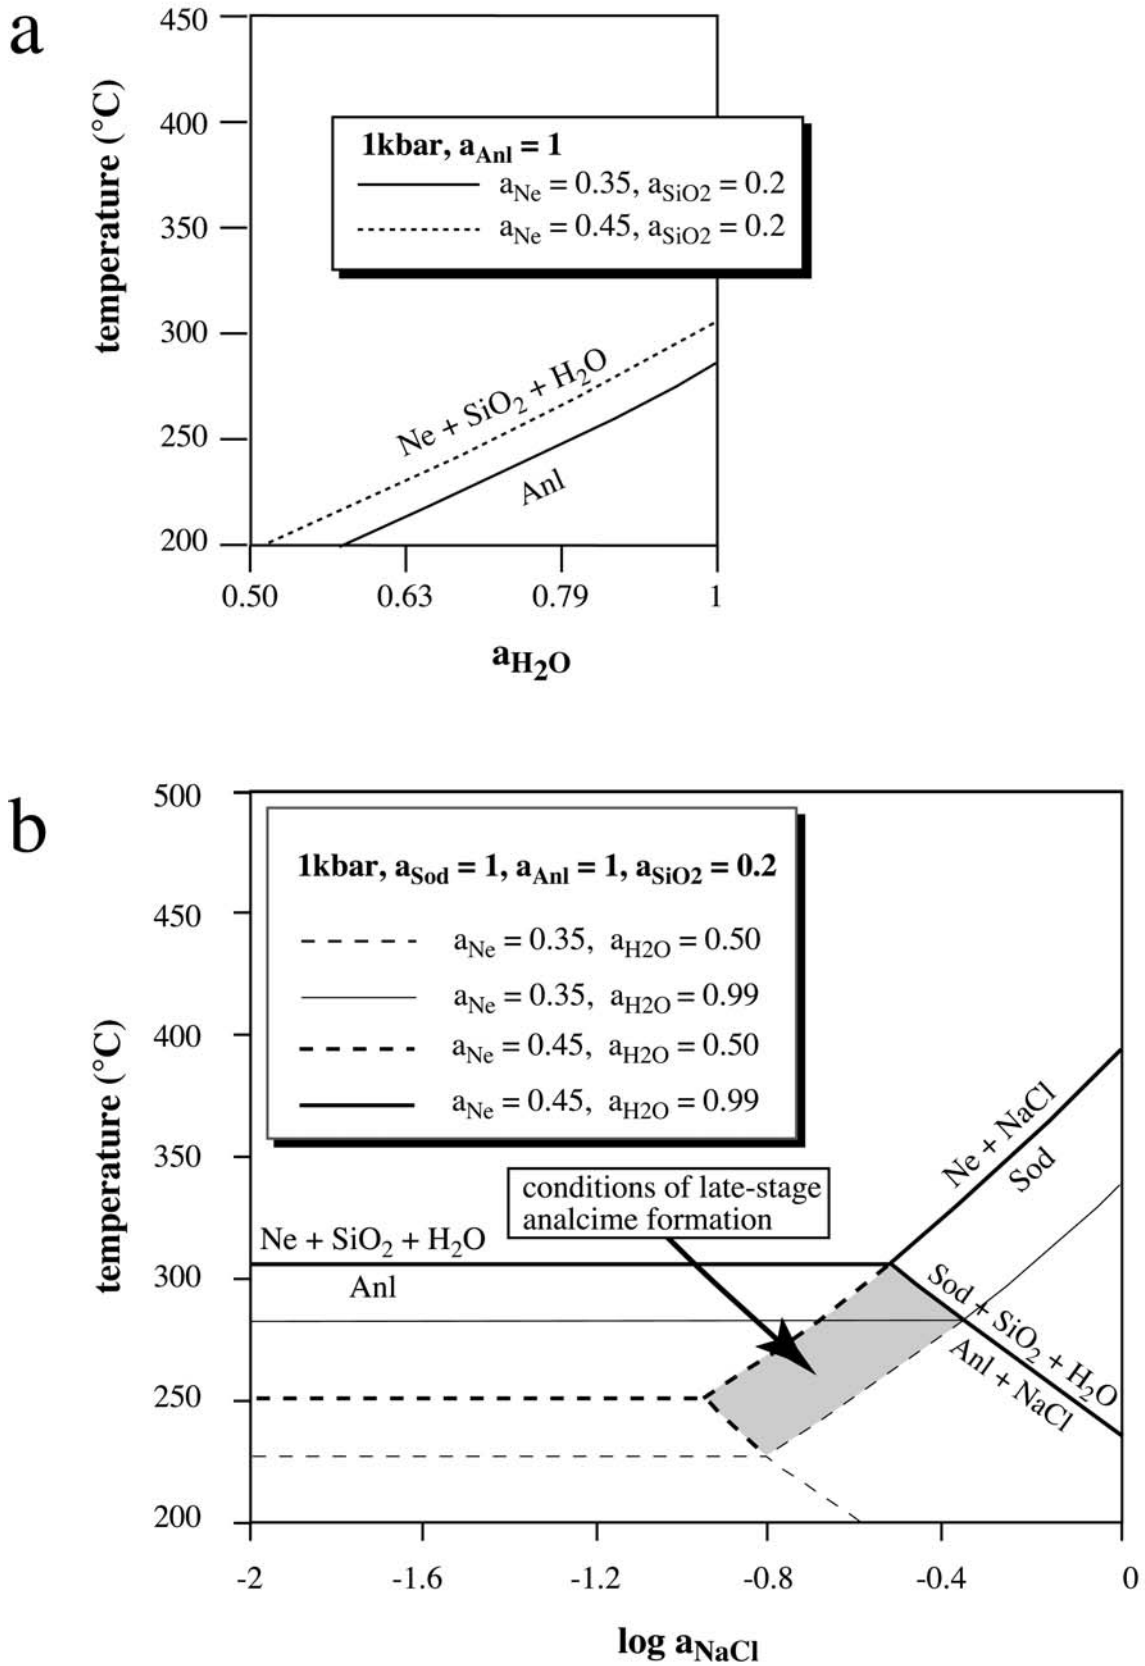 a
450
400
350
300
250
200
temperature (°C)
1kbar, aAnl = 1
aNe = 0.35, aSiO2 = 0.2
aNe = 0.45, aSiO2 = 0.2
Ne + SiO2 + H2O
Anl
0.50 0.63 0.79 1
aH2O
b
500
450
400
350
300
250
200
temperature (°C)
1kbar, aSod = 1, aAnl = 1, aSiO2 = 0.2
aNe = 0.35, aH2O = 0.50
aNe = 0.35, aH2O = 0.99
aNe = 0.45, aH2O = 0.50
aNe = 0.45, aH2O = 0.99
conditions of late-stage
analcime formation
Ne + NaCl
Sod
Ne + SiO2 + H2O
Anl
Sod + SiO2 + H2O
Anl + NaCl
-2 -1.6 -1.2 -0.8 -0.4 0
log aNaCl